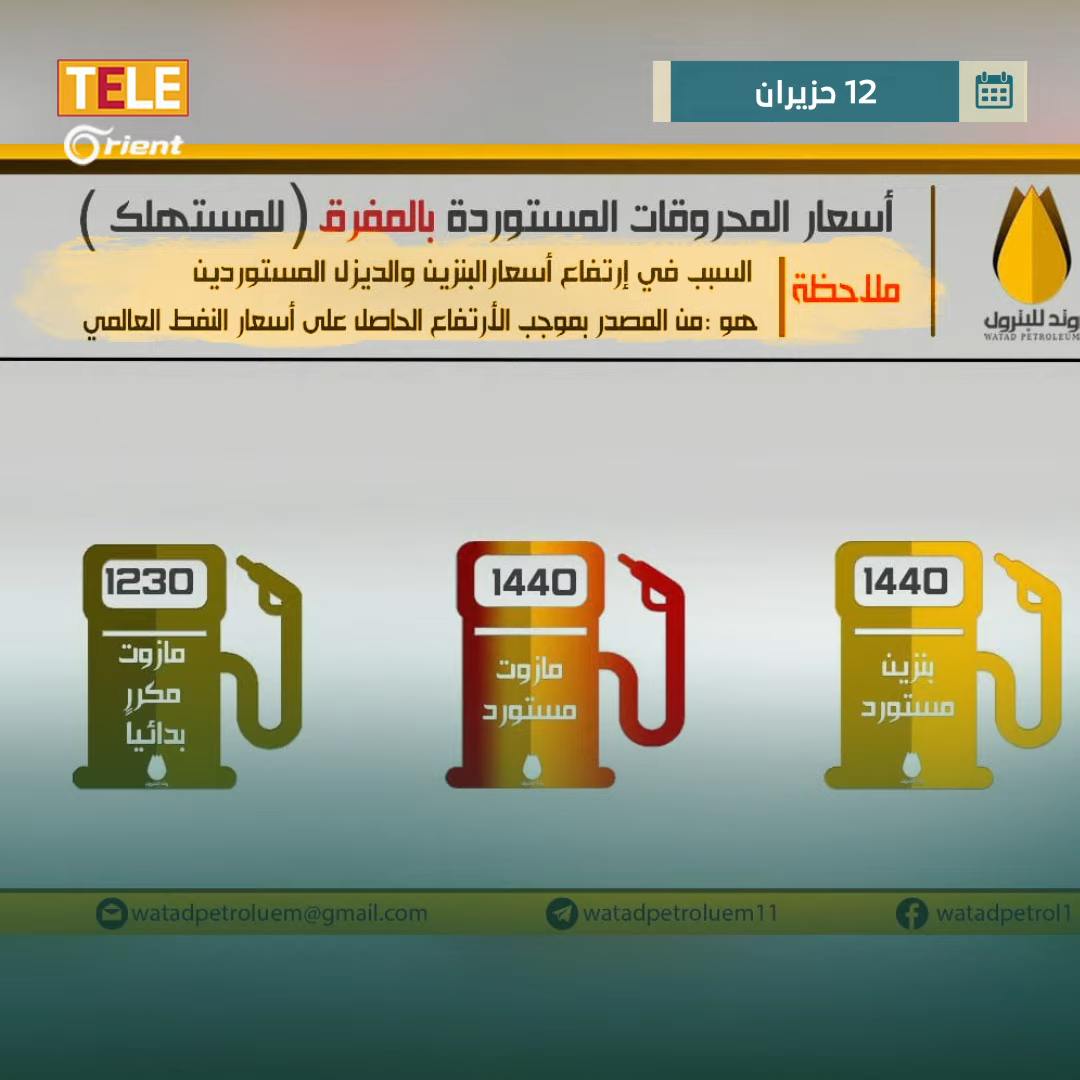 TELE
Orient
12 حزيران
أسعار المحروقات المستوردة بالمفرق (للمستهلك)
ملاحظة
السبب في إرتفاع أسعار البنزين والديزل المستوردين
هو :من المصدر بموجب الأرتفاع الحاصل على أسعار النفط العالمي
وتد للبترول
WATAD PETROLEUM
1440
بنزين
مستورد
1440
مازوت
مستورد
1230
مازوت
مكررٍ
بدائياً
watadpetroluem@gmail.com
watadpetroluem11
watadpetrol1